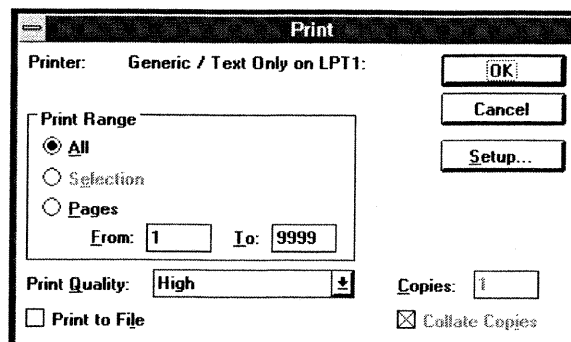 Print
Printer: Generic / Text Only on LPT1:
OK
Cancel
Setup...
Print Range
All
Selection
Pages
From: 1 To: 9999
Print Quality: High
Copies: 1
Print to File
Collate Copies